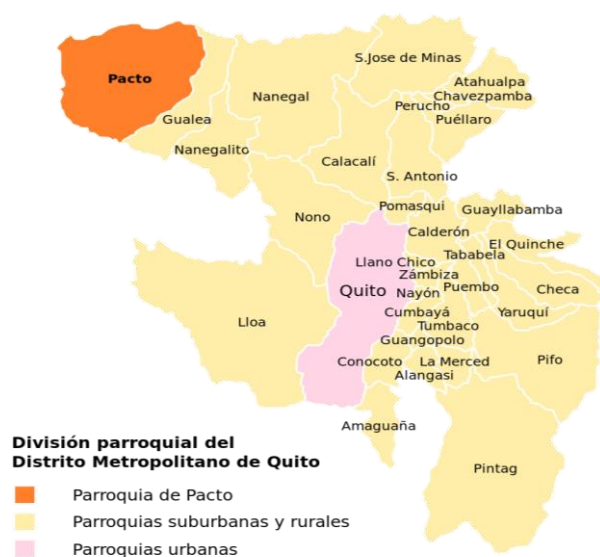 S.Jose de Minas
Pacto
Atahualpa
Nanegal
Chavezpamba
Perucho
Gualea
Puéllaro
Nanegalito
Calacalí
S. Antonio
Pomasqui
Guayllabamba
Nono
Calderón
El Quinche
Tababela
Llano Chico
Zámbiza
Checa
Quito
Nayón
Puembo
Cumbayá
Yaruquí
Lloa
Tumbaco
Guangopolo
Conocoto
La Merced
Pifo
Alangasi
Amaguaña
Pintag
División parroquial del
Distrito Metropolitano de Quito
Parroquia de Pacto
Parroquias suburbanas y rurales
Parroquias urbanas